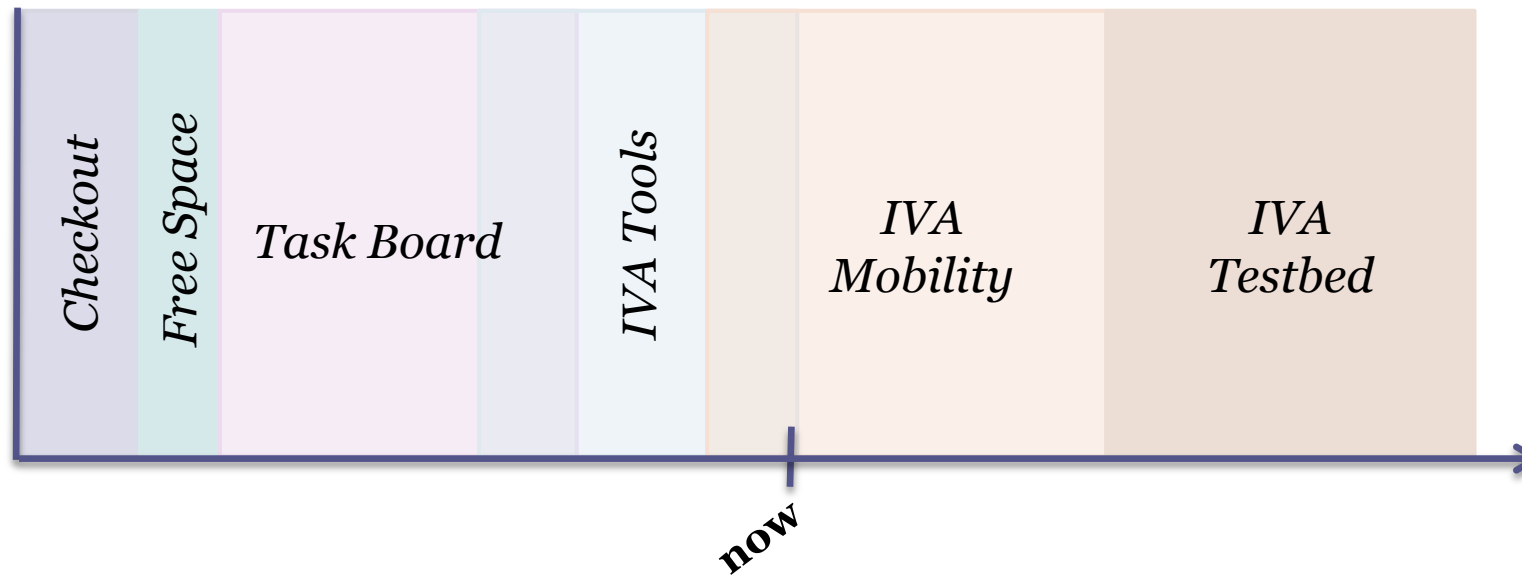 Checkout
Free Space
Task Board
IVA Tools
IVA
Mobility
IVA
Testbed
now